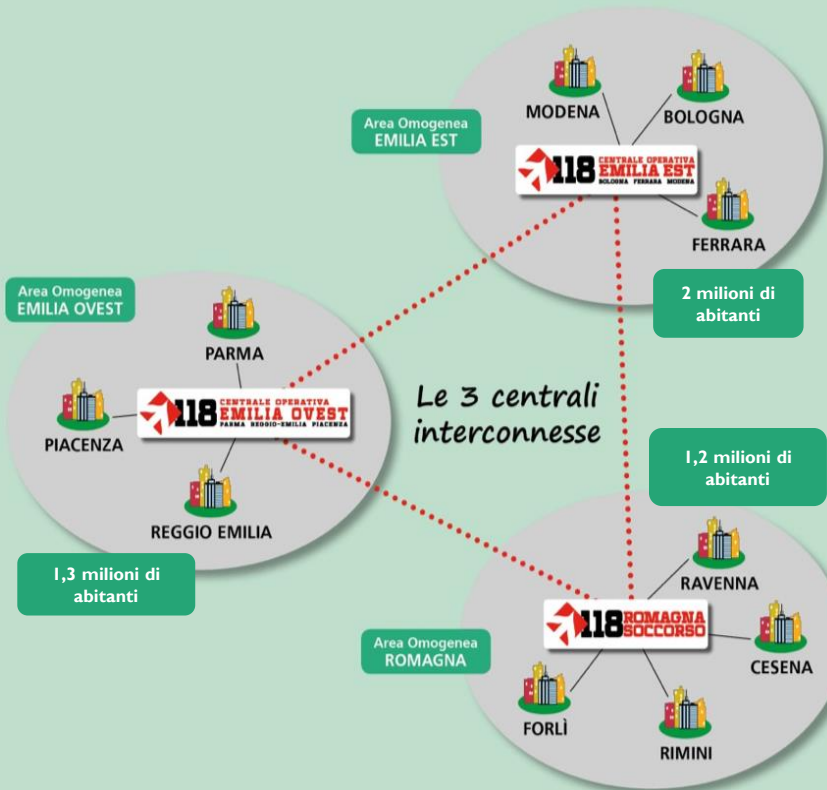 MODENA
BOLOGNA
Area Omogenea
EMILIA EST
118 CENTRALE OPERATIVA
EMILIA EST
BOLOGNA FERRARA MODENA
FERRARA
2 milioni di
abitanti
Area Omogenea
EMILIA OVEST
PARMA
118 CENTRALE OPERATIVA
EMILIA OVEST
PARMA REGGIO-EMILIA PIACENZA
PIACENZA
REGGIO EMILIA
1,3 milioni di
abitanti
Le 3 centrali
interconnesse
1,2 milioni di
abitanti
RAVENNA
Area Omogenea
ROMAGNA
118 ROMAGNA
SOCCORSO
CESENA
FORLÌ
RIMINI